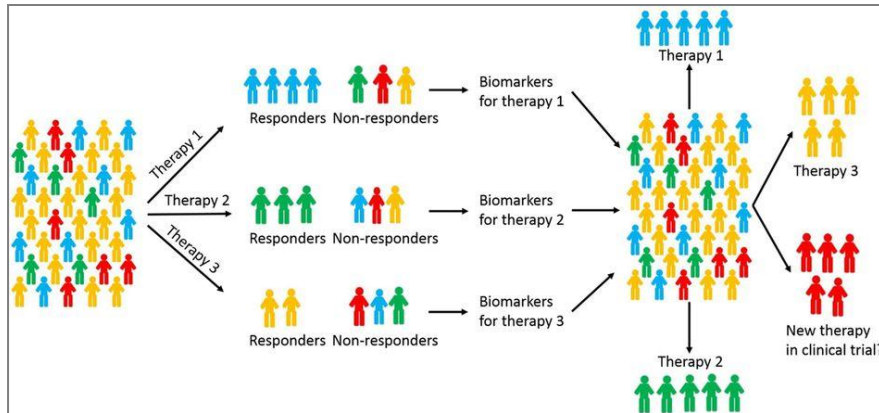 Therapy 1
Therapy 2
Therapy 3
Responders
Non-responders
Biomarkers
for therapy 1
Responders
Non-responders
Biomarkers
for therapy 2
Responders
Non-responders
Biomarkers
for therapy 3
Therapy 1
Therapy 3
New therapy
in clinical trial?
Therapy 2